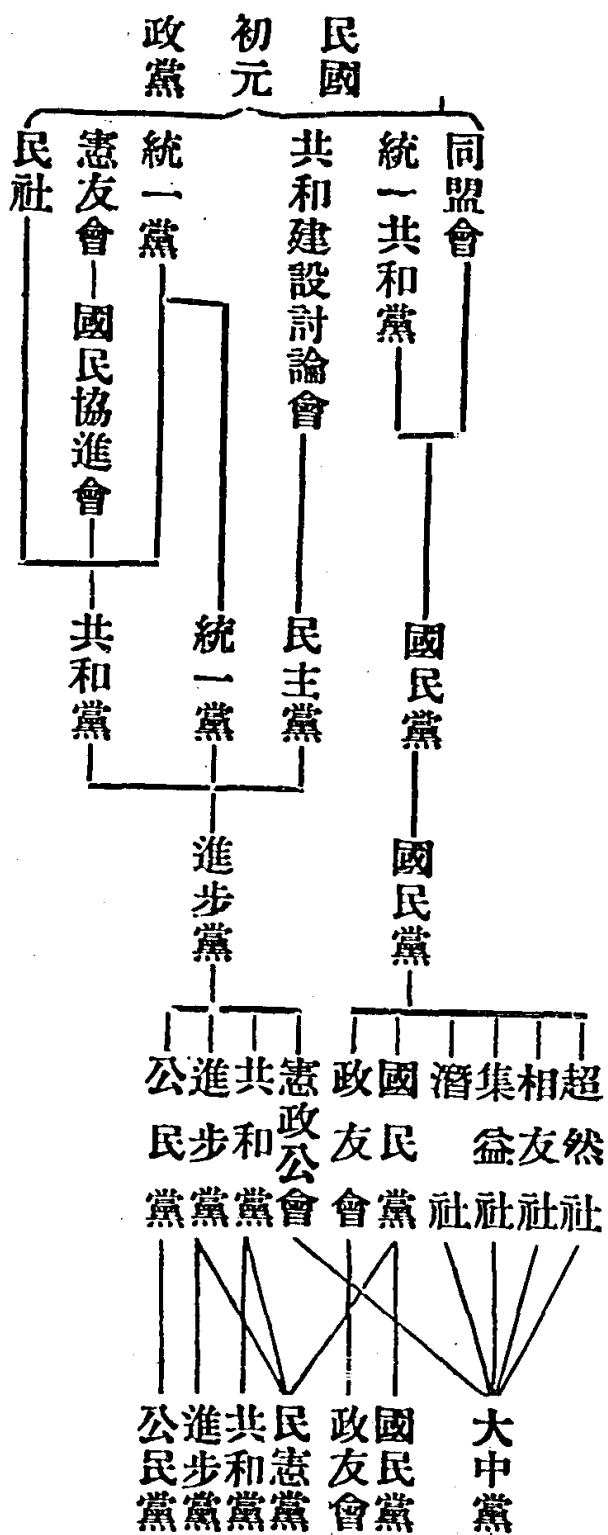 民國初元政黨
同盟會
統一共和黨
共和建設討論會
統一黨
憲友會
國民協進會
民社
國民黨
民主黨
統一黨
共和黨
國民黨
進步黨
超然社
相友社
集益社
潛社
國民黨
政友會
憲政公會
共和黨
進步黨
公民黨
大中黨
國民黨
政友會
民憲黨
共和黨
進步黨
公民黨